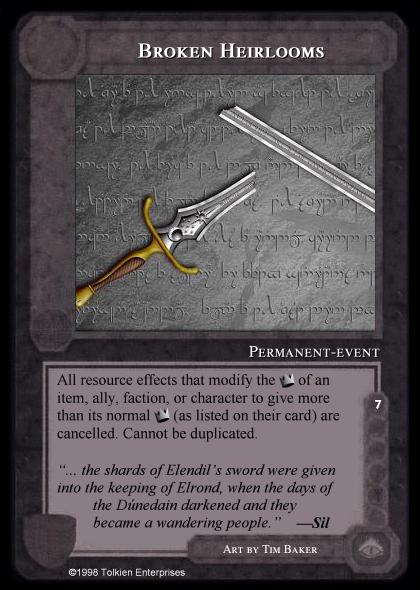 BROKEN HEIRLOOMS
PERMANENT-EVENT
All resource effects that modify the of an
item, ally, faction, or character to give more
than its normal (as listed on their card) are
cancelled. Cannot be duplicated.
7
“... the shards of Elendil’s sword were given
into the keeping of Elrond, when the days of
the Dúnedain darkened and they
became a wandering people.” —Sil
ART BY TIM BAKER
©1998 Tolkien Enterprises